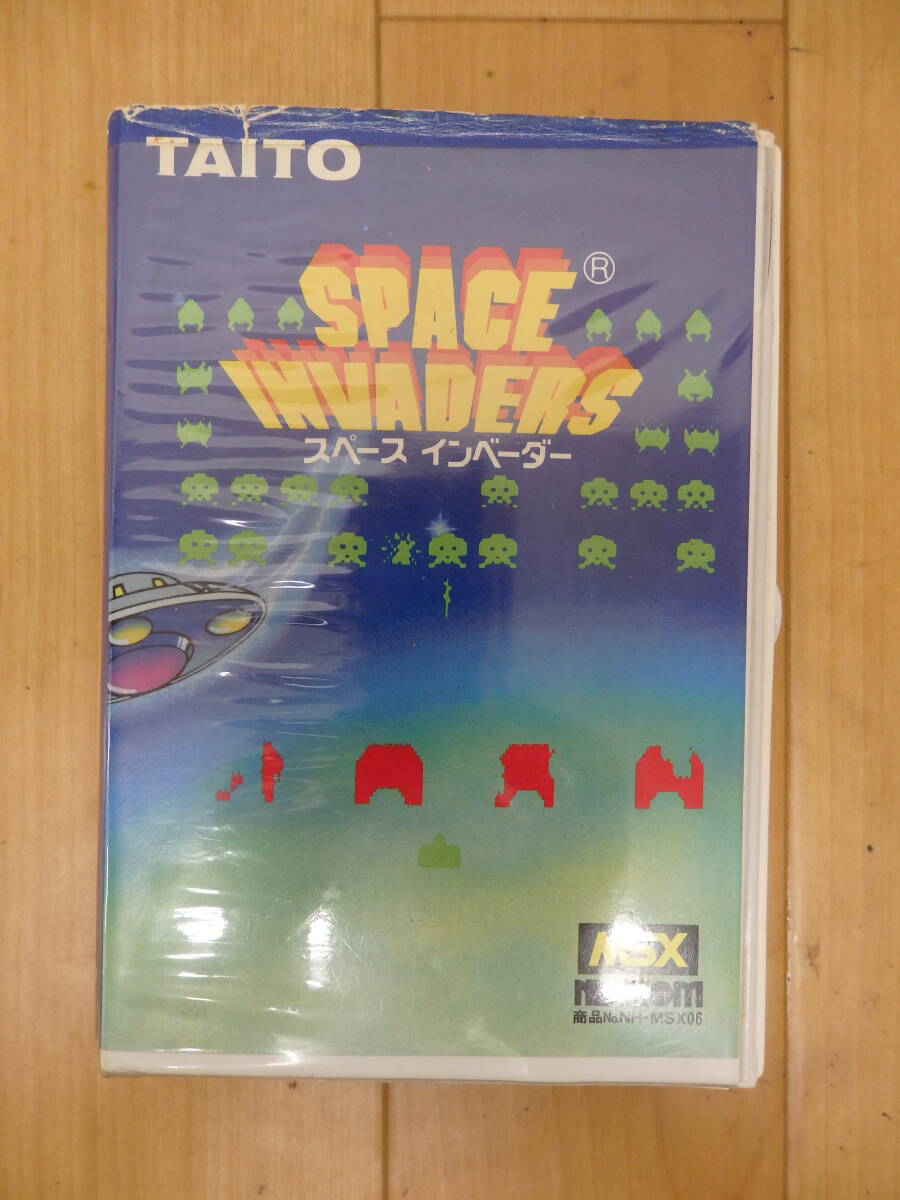 TAITO
SPACE ®
INVADERS
スペース インベーダー
MSX
商品No.NH-MSX06